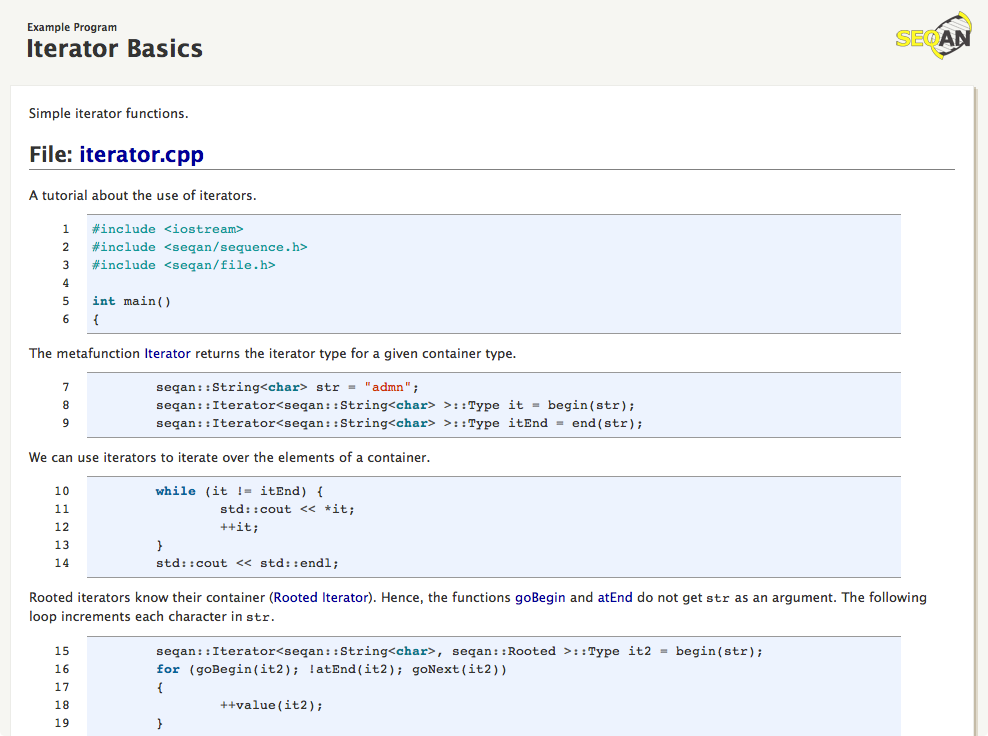 Example Program
Iterator Basics
SEQAN
Simple iterator functions.
File: iterator.cpp
A tutorial about the use of iterators.
1 #include <iostream>
2 #include <seqan/sequence.h>
3 #include <seqan/file.h>
4
5 int main()
6 {
The metafunction Iterator returns the iterator type for a given container type.
7 seqan::String<char> str = "admn";
8 seqan::Iterator<seqan::String<char> >::Type it = begin(str);
9 seqan::Iterator<seqan::String<char> >::Type itEnd = end(str);
We can use iterators to iterate over the elements of a container.
10 while (it != itEnd) {
11 std::cout << *it;
12 ++it;
13 }
14 std::cout << std::endl;
Rooted iterators know their container (Rooted Iterator). Hence, the functions goBegin and atEnd do not get str as an argument. The following
loop increments each character in str.
15 seqan::Iterator<seqan::String<char>, seqan::Rooted >::Type it2 = begin(str);
16 for (goBegin(it2); !atEnd(it2); goNext(it2))
17 {
18 ++value(it2);
19 }